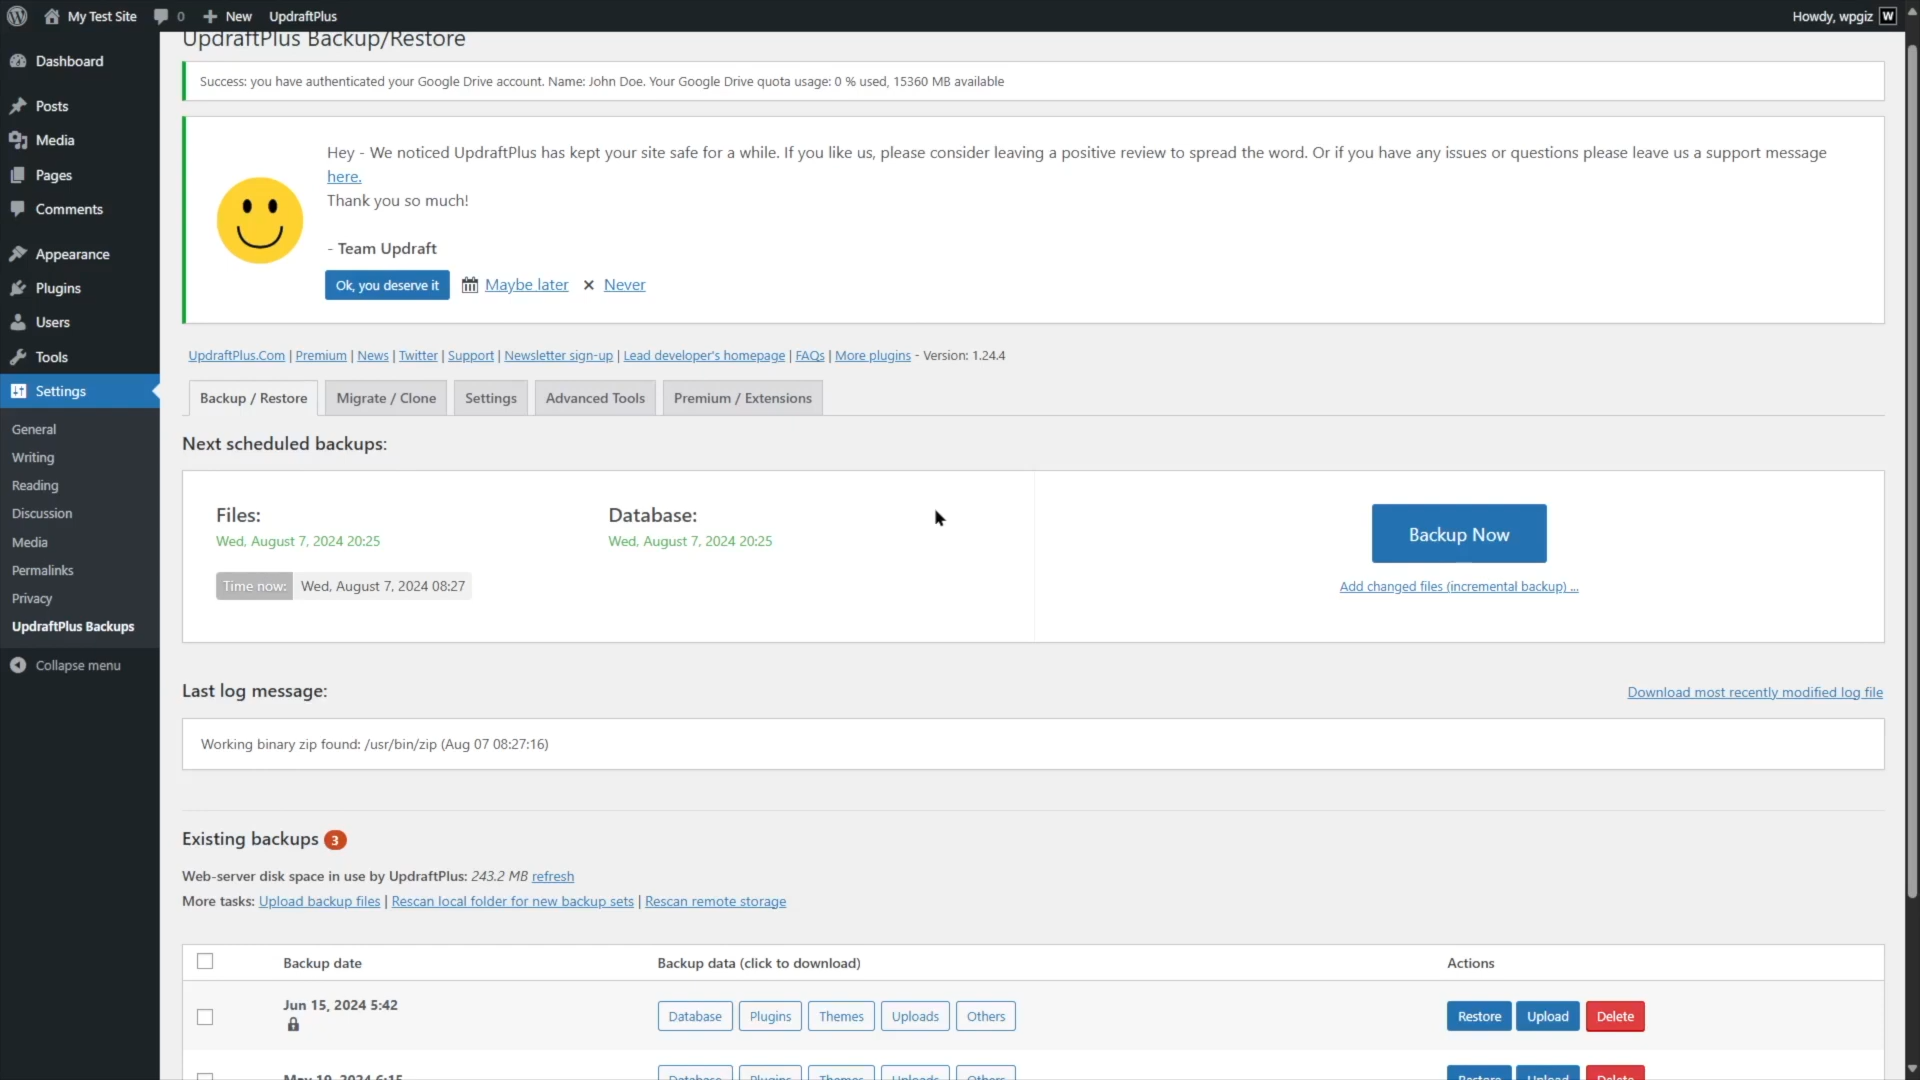 My Test Site
0
New
UpdraftPlus
Howdy, wpgiz
W
Dashboard
Posts
Media
Pages
Comments
Appearance
Plugins
Users
Tools
Settings
General
Writing
Reading
Discussion
Media
Permalinks
Privacy
UpdraftPlus Backups
Collapse menu
UpdraftPlus Backup/Restore
Success: you have authenticated your Google Drive account. Name: John Doe. Your Google Drive quota usage: 0 % used, 15360 MB available
Hey - We noticed UpdraftPlus has kept your site safe for a while. If you like us, please consider leaving a positive review to spread the word. Or if you have any issues or questions please leave us a support message
here.
Thank you so much!
- Team Updraft
Ok, you deserve it
Maybe later
Never
UpdraftPlus.Com | Premium | News | Twitter | Support | Newsletter sign-up | Lead developer's homepage | FAQs | More plugins - Version: 1.24.4
Backup / Restore
Migrate / Clone
Settings
Advanced Tools
Premium / Extensions
Next scheduled backups:
Files:
Wed, August 7, 2024 20:25
Database:
Wed, August 7, 2024 20:25
Time now: Wed, August 7, 2024 08:27
Backup Now
Add changed files (incremental backup) ...
Last log message:
Download most recently modified log file
Working binary zip found: /usr/bin/zip (Aug 07 08:27:16)
Existing backups 3
Web-server disk space in use by UpdraftPlus: 243.2 MB refresh
More tasks: Upload backup files | Rescan local folder for new backup sets | Rescan remote storage
Backup date
Backup data (click to download)
Actions
Jun 15, 2024 5:42
Database
Plugins
Themes
Uploads
Others
Restore
Upload
Delete
May 19, 2024 6:15
Database
Plugins
Themes
Uploads
Others
Restore
Upload
Delete